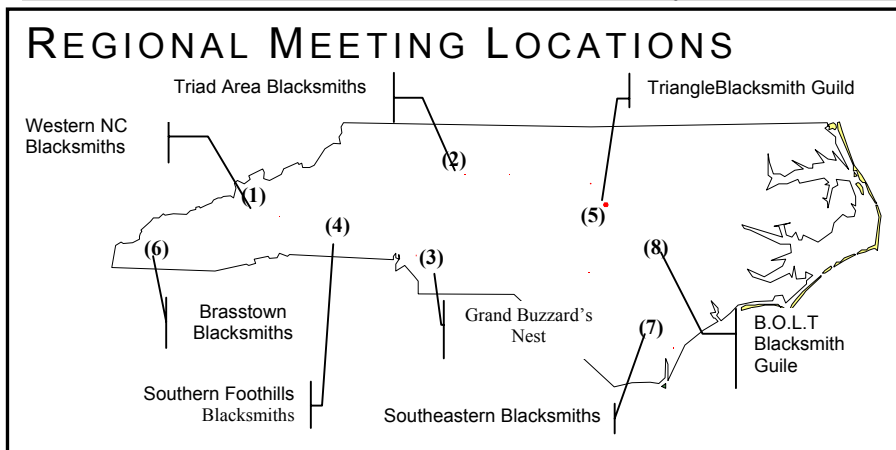 REGIONAL MEETING LOCATIONS
Triad Area Blacksmiths
TriangleBlacksmith Guild
Western NC
Blacksmiths
(2)
(1)
(5)
(4)
(6)
(3)
(8)
Brasstown
Blacksmiths
Grand Buzzard's
Nest
(7)
B.O.L.T
Blacksmith
Guile
Southern Foothills
Blacksmiths
Southeastern Blacksmiths